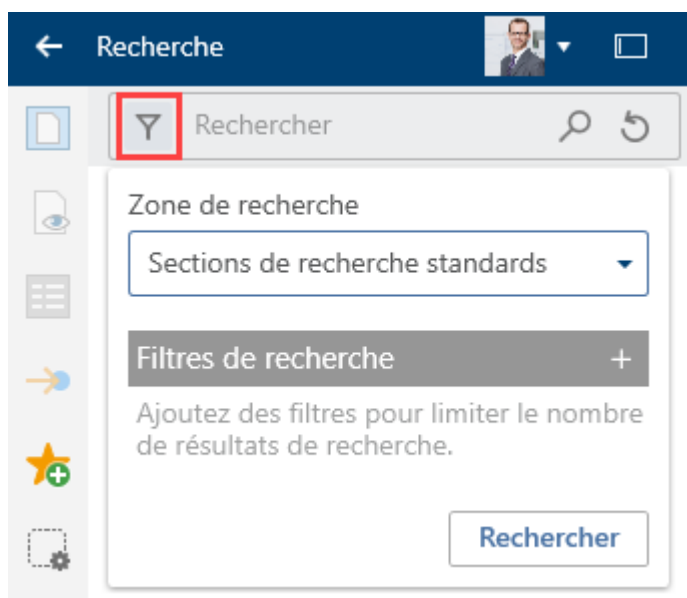 Recherche
Rechercher
Zone de recherche
Sections de recherche standards
Filtres de recherche
Ajoutez des filtres pour limiter le nombre
de résultats de recherche.
Rechercher